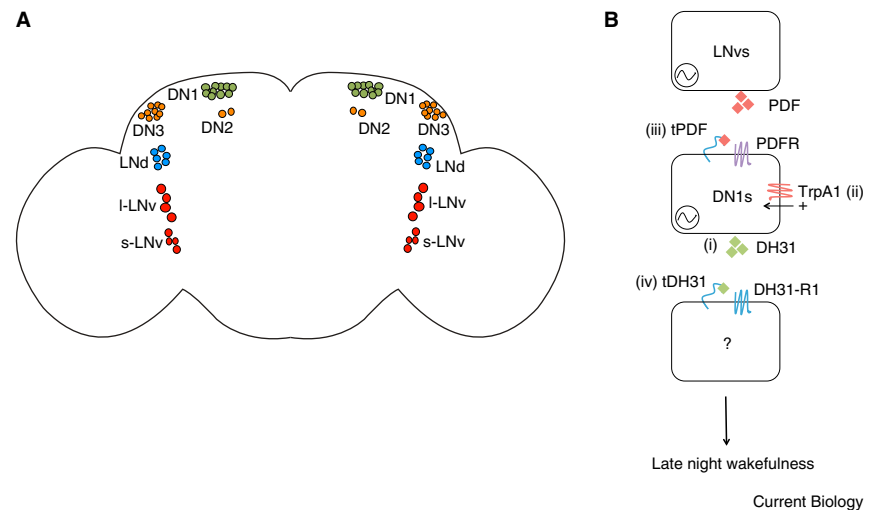 A
DN1
DN1
DN3
DN2
DN2
DN3
LNd
LNd
l-LNv
l-LNv
s-LNv
s-LNv
B
LNvs
PDF
(iii) tPDF
PDFR
DN1s
TrpA1 (ii)
+
(i)
DH31
(iv) tDH31
DH31-R1
?
Late night wakefulness
Current Biology